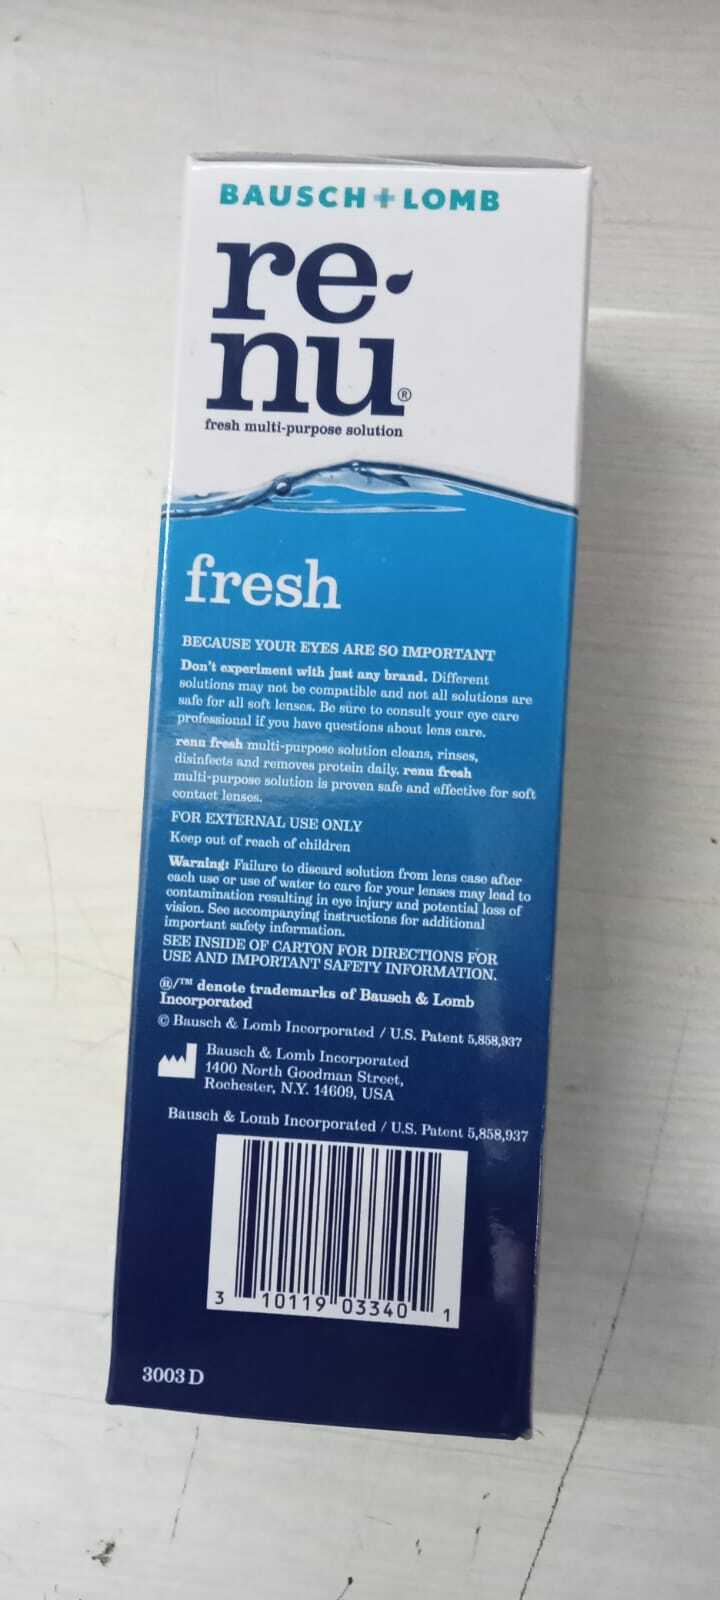 BAUSCH + LOMB
re
nu®
fresh multi-purpose solution
fresh
BECAUSE YOUR EYES ARE SO IMPORTANT
Don't experiment with just any brand. Different
solutions may not be compatible and not all solutions are
safe for all soft lenses. Be sure to consult your eye care
professional if you have questions about lens care.
renu fresh multi-purpose solution cleans, rinses,
disinfects and removes protein daily. renu fresh
multi-purpose solution is proven safe and effective for soft
contact lenses.
FOR EXTERNAL USE ONLY
Keep out of reach of children
Warning: Failure to discard solution from lens case after
each use or use of water to care for your lenses may lead to
contamination resulting in eye injury and potential loss of
vision. See accompanying instructions for additional
important safety information.
SEE INSIDE OF CARTON FOR DIRECTIONS FOR
USE AND IMPORTANT SAFETY INFORMATION.
®/™ denote trademarks of Bausch & Lomb
Incorporated
© Bausch & Lomb Incorporated / U.S. Patent 5,858,937
Bausch & Lomb Incorporated
1400 North Goodman Street,
Rochester, N.Y. 14609, USA
Bausch & Lomb Incorporated / U.S. Patent 5,858,937
3 10119 03340 1
3003 D